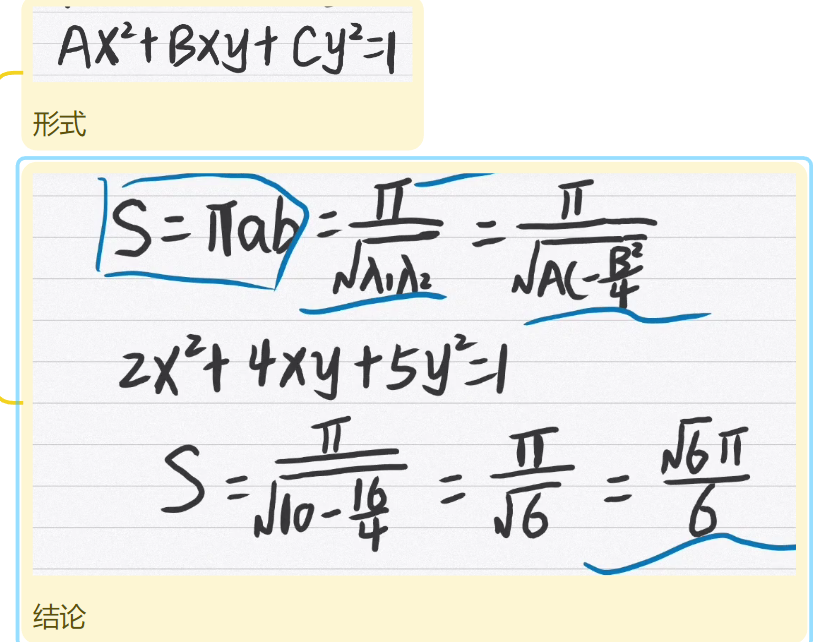 Ax²+Bxy+Cy²=1
形式
S=πab=π/√(λ₁λ₂)=π/√(AC-B²/4)
2x²+4xy+5y²=1
S=π/√(10-16/4)=π/√6=√6π/6
结论